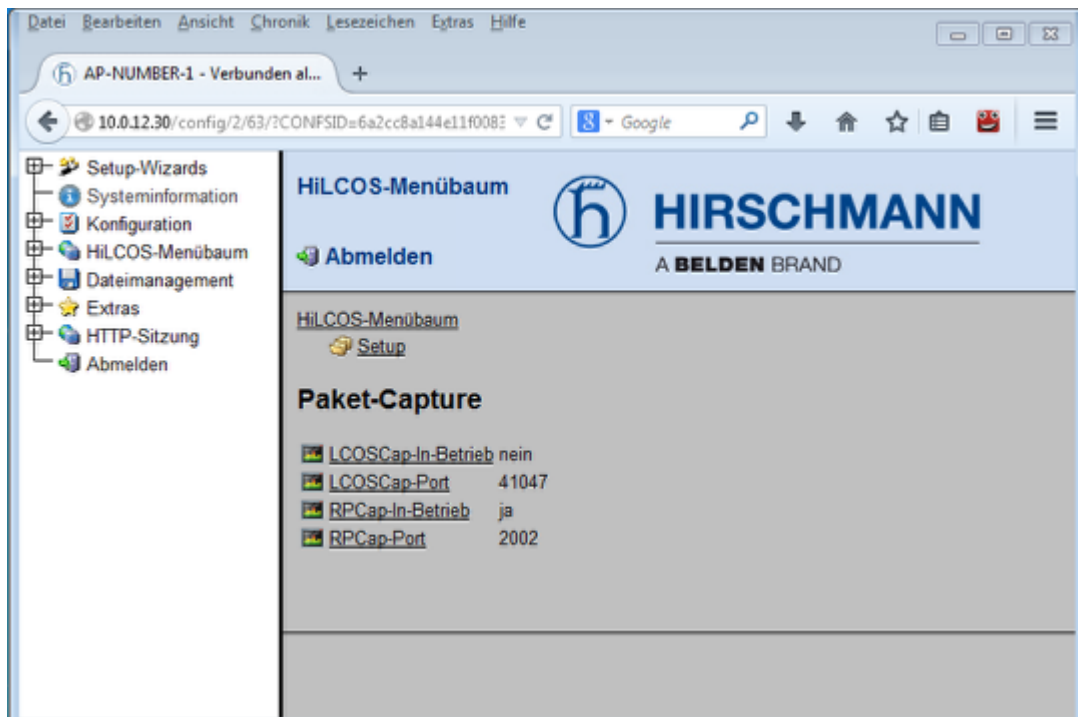 Datei Bearbeiten Ansicht Chronik Lesezeichen Extras Hilfe
AP-NUMBER-1 - Verbunden al... +
10.0.12.30/config/2/63/?CONFSID=6a2cc8a144e11f008 Google
Setup-Wizards
Systeminformation
Konfiguration
HiLCOS-Menübaum
Dateimanagement
Extras
HTTP-Sitzung
Abmelden
HiLCOS-Menübaum
Abmelden
HIRSCHMANN
A BELDEN BRAND
HiLCOS-Menübaum
Setup
Paket-Capture
LCOSCap-In-Betrieb nein
LCOSCap-Port 41047
RPCap-In-Betrieb ja
RPCap-Port 2002